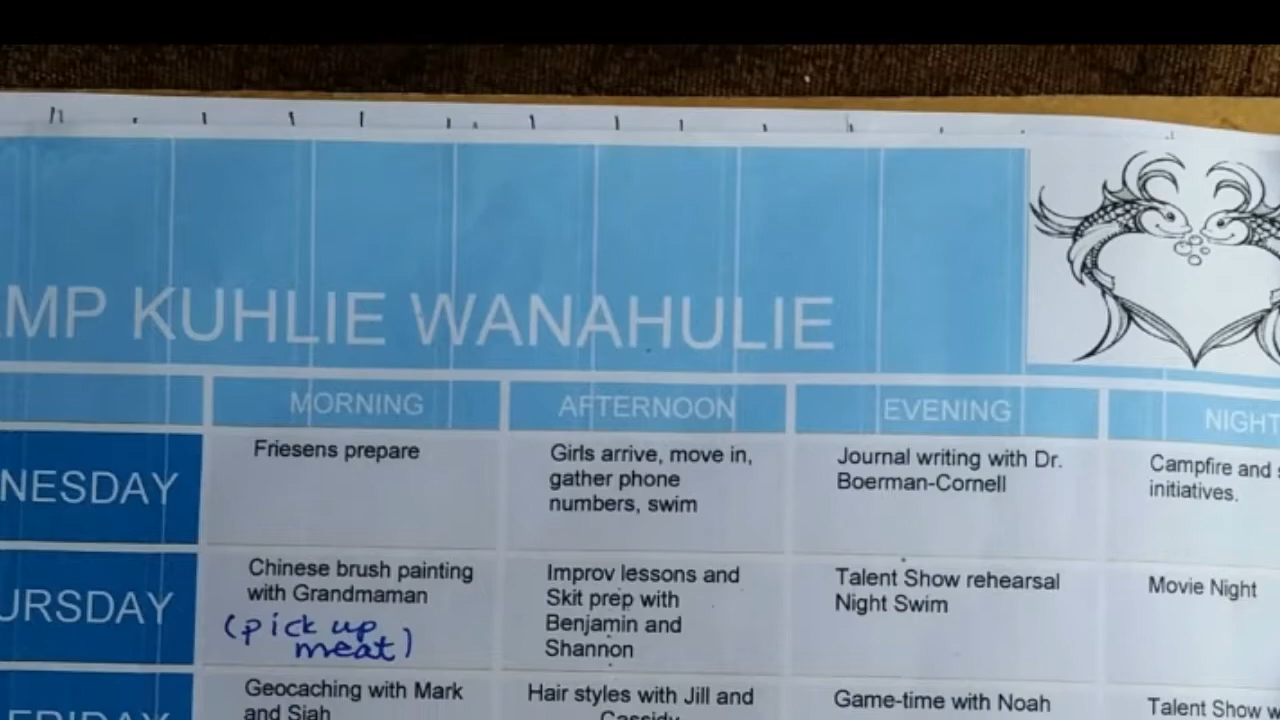 AMP KUHLIE WANAHULIE
MORNING
AFTERNOON
EVENING
NIGHT
NESDAY
Friesens prepare
Girls arrive, move in,
gather phone
numbers, swim
Journal writing with Dr.
Boerman-Cornell
Campfire and s
initiatives.
URSDAY
Chinese brush painting
with Grandmaman
(pick up
meat)
Improv lessons and
Skit prep with
Benjamin and
Shannon
Talent Show rehearsal
Night Swim
Movie Night
FRIDAY
Geocaching with Mark
and Siah
Hair styles with Jill and
Cassidy
Game-time with Noah
Talent Show w